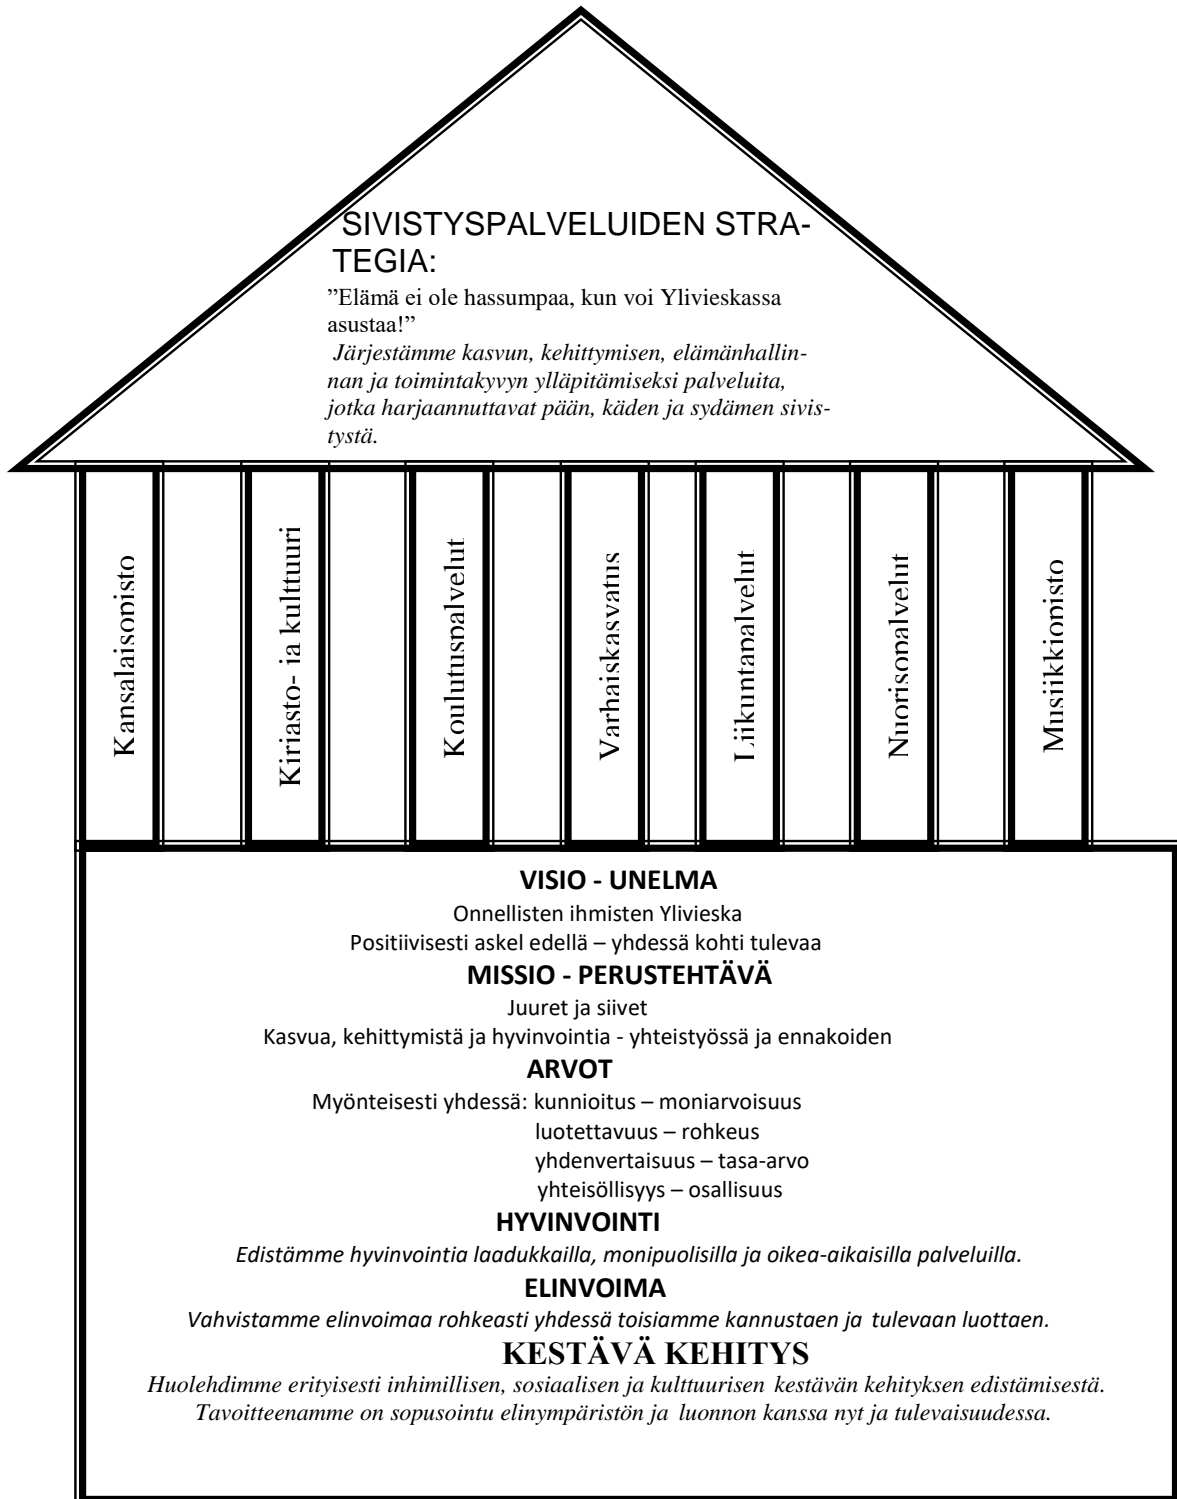 SIVISTYSPALVELUIDEN STRA-
TEGIA:
”Elämä ei ole hassumpaa, kun voi Ylivieskassa
asustaa!”
Järjestämme kasvun, kehittymisen, elämänhallin-
nan ja toimintakyvyn ylläpitämiseksi palveluita,
jotka harjaannuttavat pään, käden ja sydämen sivis-
tystä.
Kansalaisopisto
Kirjasto- ja kulttuuri
Koulutuspalvelut
Varhaiskasvatus
Liikuntapalvelut
Nuorisopalvelut
Musiikkiopisto
VISIO - UNELMA
Onnellisten ihmisten Ylivieska
Positiivisesti askel edellä – yhdessä kohti tulevaa
MISSIO - PERUSTEHTÄVÄ
Juuret ja siivet
Kasvua, kehittymistä ja hyvinvointia - yhteistyössä ja ennakoiden
ARVOT
Myönteisesti yhdessä: kunnioitus – moniarvoisuus
luotettavuus – rohkeus
yhdenvertaisuus – tasa-arvo
yhteisöllisyys – osallisuus
HYVINVOINTI
Edistämme hyvinvointia laadukkailla, monipuolisilla ja oikea-aikaisilla palveluilla.
ELINVOIMA
Vahvistamme elinvoimaa rohkeasti yhdessä toisiamme kannustaen ja tulevaan luottaen.
KESTÄVÄ KEHITYS
Huolehdimme erityisesti inhimillisen, sosiaalisen ja kulttuurisen kestävän kehityksen edistämisestä.
Tavoitteenamme on sopusointu elinympäristön ja luonnon kanssa nyt ja tulevaisuudessa.